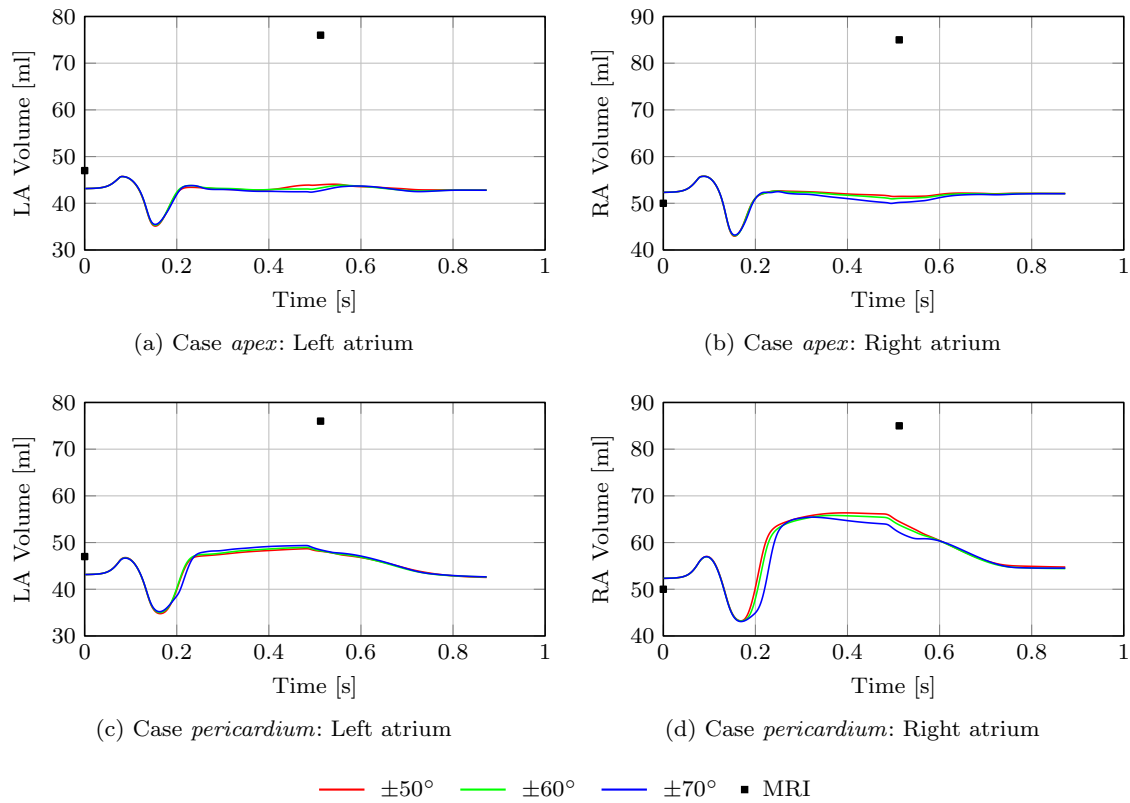 80
70
60
50
40
30
LA Volume [ml]
0 0.2 0.4 0.6 0.8 1
Time [s]
(a) Case apex: Left atrium
90
80
70
60
50
40
RA Volume [ml]
0 0.2 0.4 0.6 0.8 1
Time [s]
(b) Case apex: Right atrium
80
70
60
50
40
30
LA Volume [ml]
0 0.2 0.4 0.6 0.8 1
Time [s]
(c) Case pericardium: Left atrium
90
80
70
60
50
40
RA Volume [ml]
0 0.2 0.4 0.6 0.8 1
Time [s]
(d) Case pericardium: Right atrium
±50° ±60° ±70° MRI